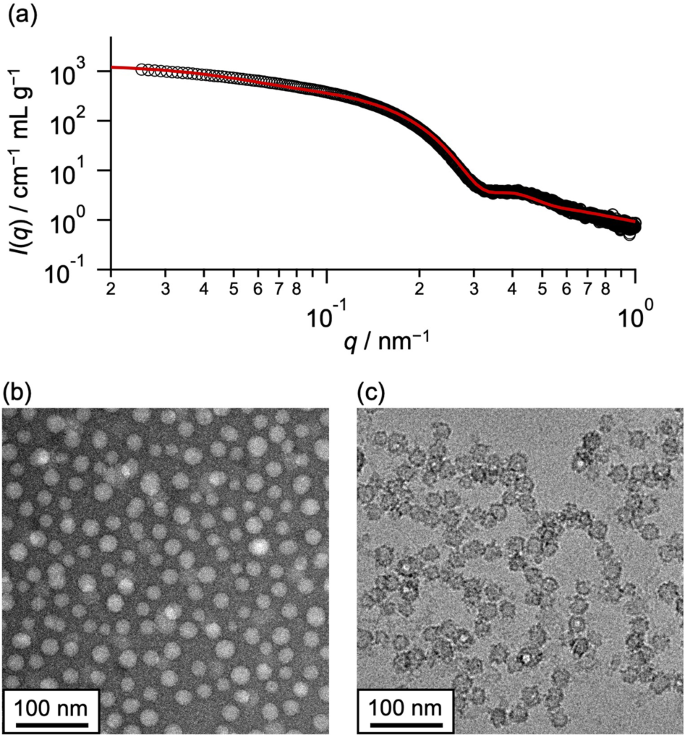 (a)
I(q) / cm⁻¹ mL g⁻¹
10³
10²
10¹
10⁰
10⁻¹
2 3 4 5 6 7 8 10⁻¹ 2 3 4 5 6 7 8 10⁰
q / nm⁻¹
(b) (c)
100 nm 100 nm